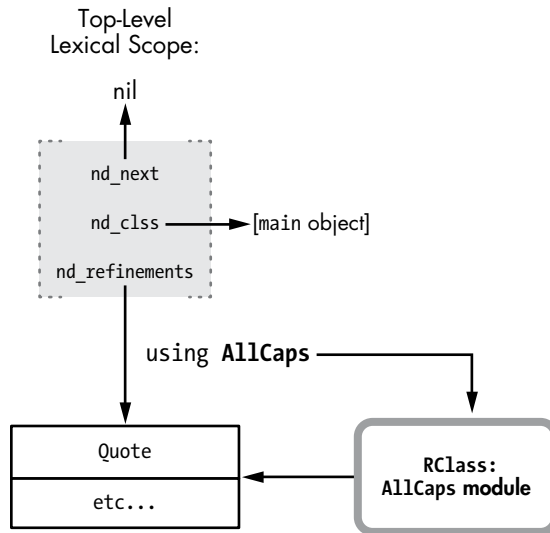 Top-Level
Lexical Scope:
nil
nd_next
nd_clss
[main object]
nd_refinements
using AllCaps
Quote
etc...
RClass:
AllCaps module